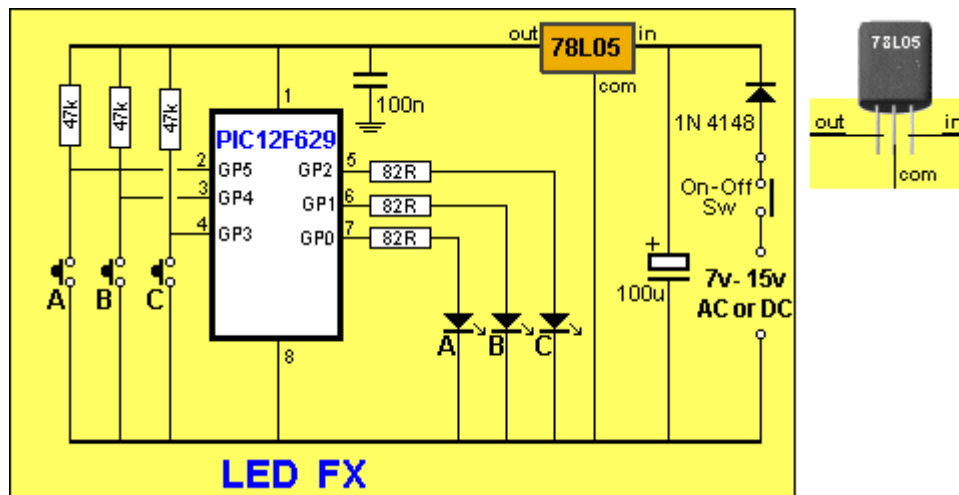 out
78L05
in
com
100n
1N 4148
47k
47k
47k
1
PIC12F629
2
GP5
GP2
5
82R
3
GP4
GP1
6
82R
4
GP3
GP0
7
82R
On-Off
Sw
+
100u
7v- 15v
AC or DC
A
B
C
A
B
C
8
LED FX
78L05
out
in
com